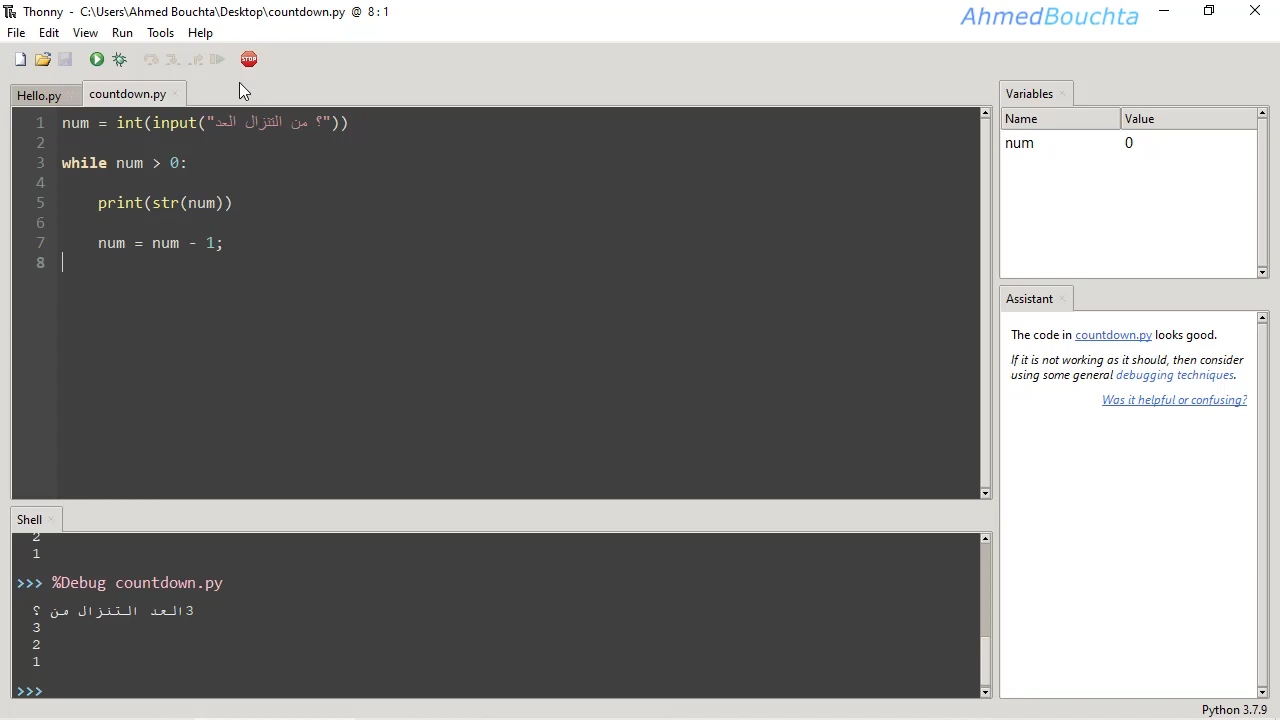 Thonny - C:\Users\Ahmed Bouchta\Desktop\countdown.py @ 8 : 1
AhmedBouchta
File Edit View Run Tools Help
STOP
Hello.py countdown.py
1 num = int(input("العد التنزال من ؟"))
2
3 while num > 0:
4
5 print(str(num))
6
7 num = num - 1;
8
Variables
Name Value
num 0
Assistant
The code in countdown.py looks good.
If it is not working as it should, then consider
using some general debugging techniques.
Was it helpful or confusing?
Shell
2
1
>>> %Debug countdown.py
العد التنزال من ؟3
3
2
1
>>>
Python 3.7.9